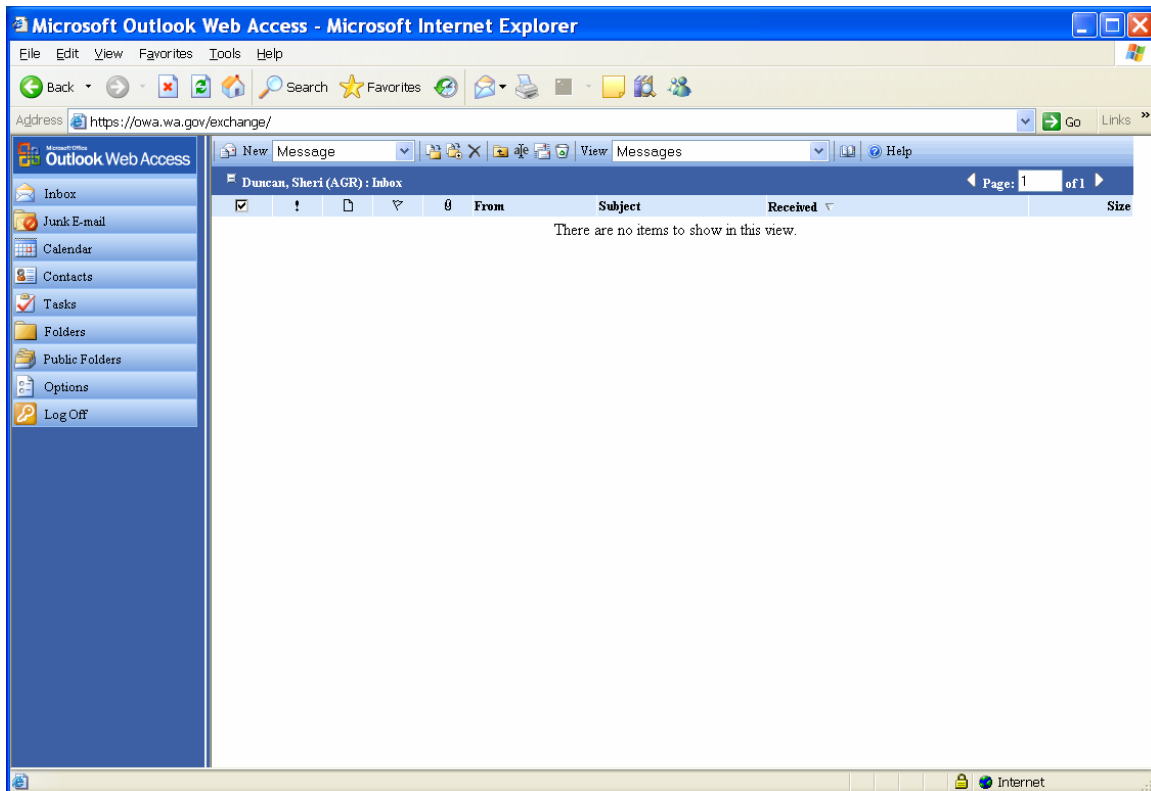 Microsoft Outlook Web Access - Microsoft Internet Explorer
File Edit View Favorites Tools Help
Back Search Favorites
Address https://owa.wa.gov/exchange/ Go Links »
Microsoft Office
Outlook Web Access
New Message View Messages Help
Duncan, Sheri (AGR) : Inbox Page: 1 of 1
! From Subject Received Size
There are no items to show in this view.
Inbox
Junk E-mail
Calendar
Contacts
Tasks
Folders
Public Folders
Options
Log Off
Internet